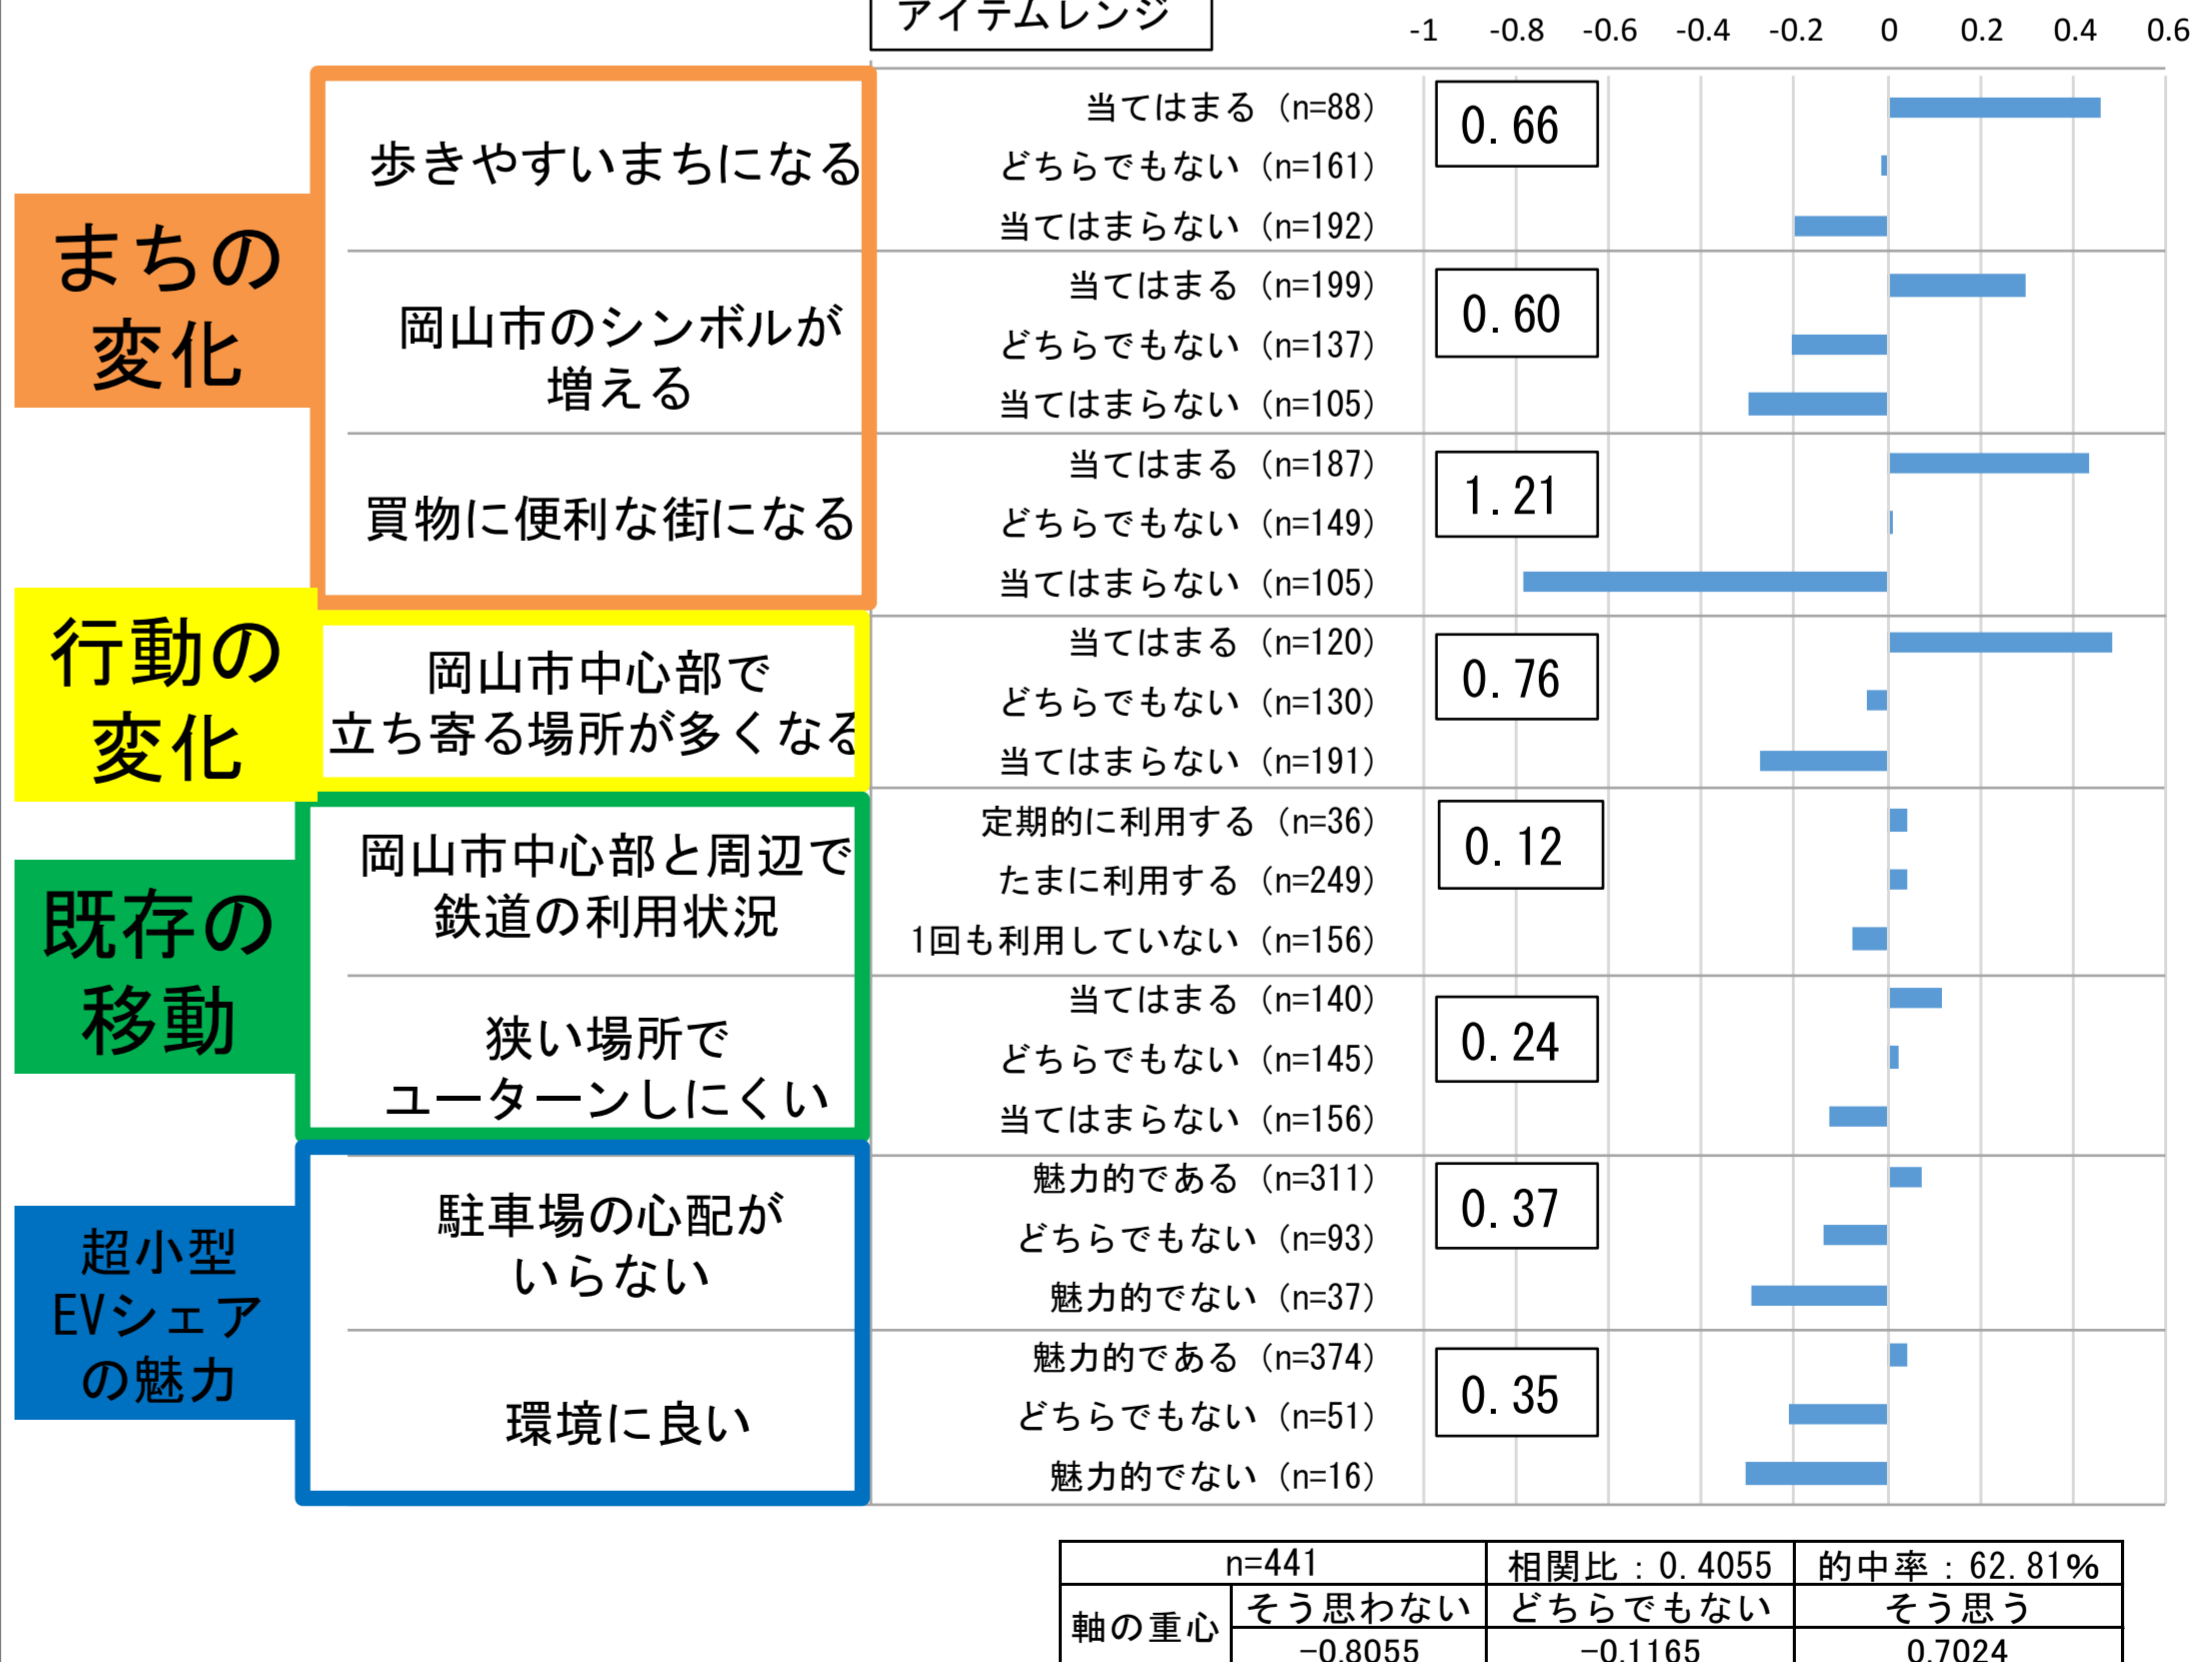 アイテムレンジ
-1 -0.8 -0.6 -0.4 -0.2 0 0.2 0.4 0.6
まちの
変化
歩きやすいまちになる
当てはまる（n=88）
どちらでもない（n=161）
当てはまらない（n=192）
0.66
岡山市のシンボルが
増える
当てはまる（n=199）
どちらでもない（n=137）
当てはまらない（n=105）
0.60
買物に便利な街になる
当てはまる（n=187）
どちらでもない（n=149）
当てはまらない（n=105）
1.21
行動の
変化
岡山市中心部で
立ち寄る場所が多くなる
当てはまる（n=120）
どちらでもない（n=130）
当てはまらない（n=191）
0.76
既存の
移動
岡山市中心部と周辺で
鉄道の利用状況
定期的に利用する（n=36）
たまに利用する（n=249）
1回も利用していない（n=156）
0.12
狭い場所で
ユーターンしにくい
当てはまる（n=140）
どちらでもない（n=145）
当てはまらない（n=156）
0.24
超小型
EVシェア
の魅力
駐車場の心配が
いらない
魅力的である（n=311）
どちらでもない（n=93）
魅力的でない（n=37）
0.37
環境に良い
魅力的である（n=374）
どちらでもない（n=51）
魅力的でない（n=16）
0.35
n=441 相関比：0.4055 的中率：62.81%
軸の重心 そう思わない どちらでもない そう思う
-0.8055 -0.1165 0.7024